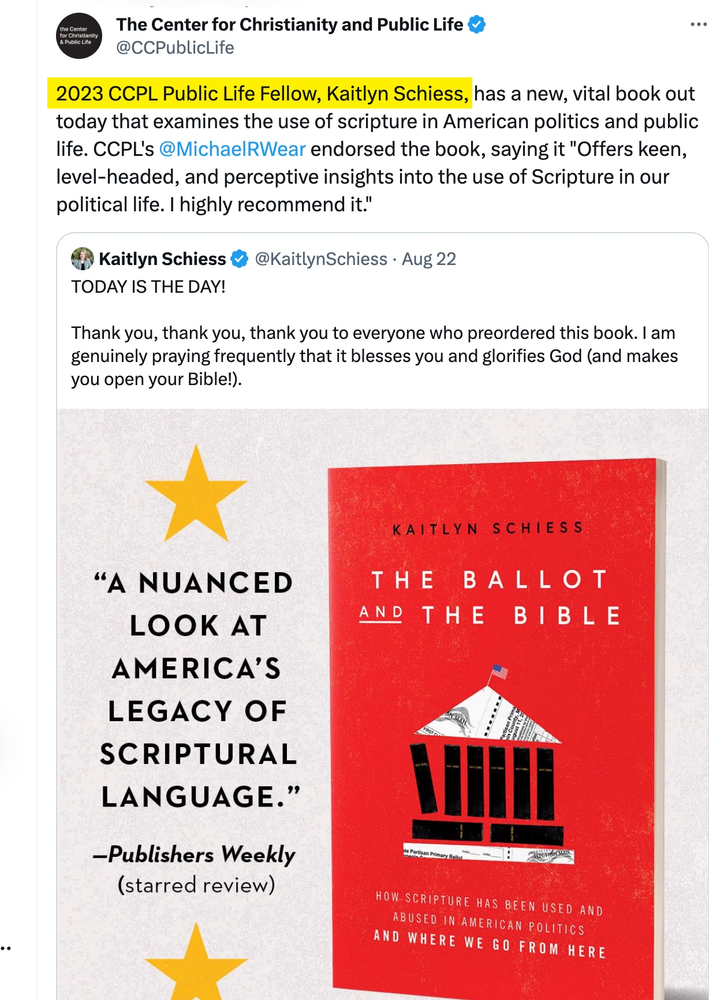 the Center
for Christianity
& Public Life
The Center for Christianity and Public Life
@CCPublicLife
2023 CCPL Public Life Fellow, Kaitlyn Schiess, has a new, vital book out
today that examines the use of scripture in American politics and public
life. CCPL's @MichaelRWear endorsed the book, saying it "Offers keen,
level-headed, and perceptive insights into the use of Scripture in our
political life. I highly recommend it."
Kaitlyn Schiess @KaitlynSchiess · Aug 22
TODAY IS THE DAY!
Thank you, thank you, thank you to everyone who preordered this book. I am
genuinely praying frequently that it blesses you and glorifies God (and makes
you open your Bible!).
“A NUANCED
LOOK AT
AMERICA’S
LEGACY OF
SCRIPTURAL
LANGUAGE.”
—Publishers Weekly
(starred review)
KAITLYN SCHIESS
THE BALLOT
AND THE BIBLE
Partisan Primary Ballot
ELECTION MAIL
HOW SCRIPTURE HAS BEEN USED AND
ABUSED IN AMERICAN POLITICS
AND WHERE WE GO FROM HERE